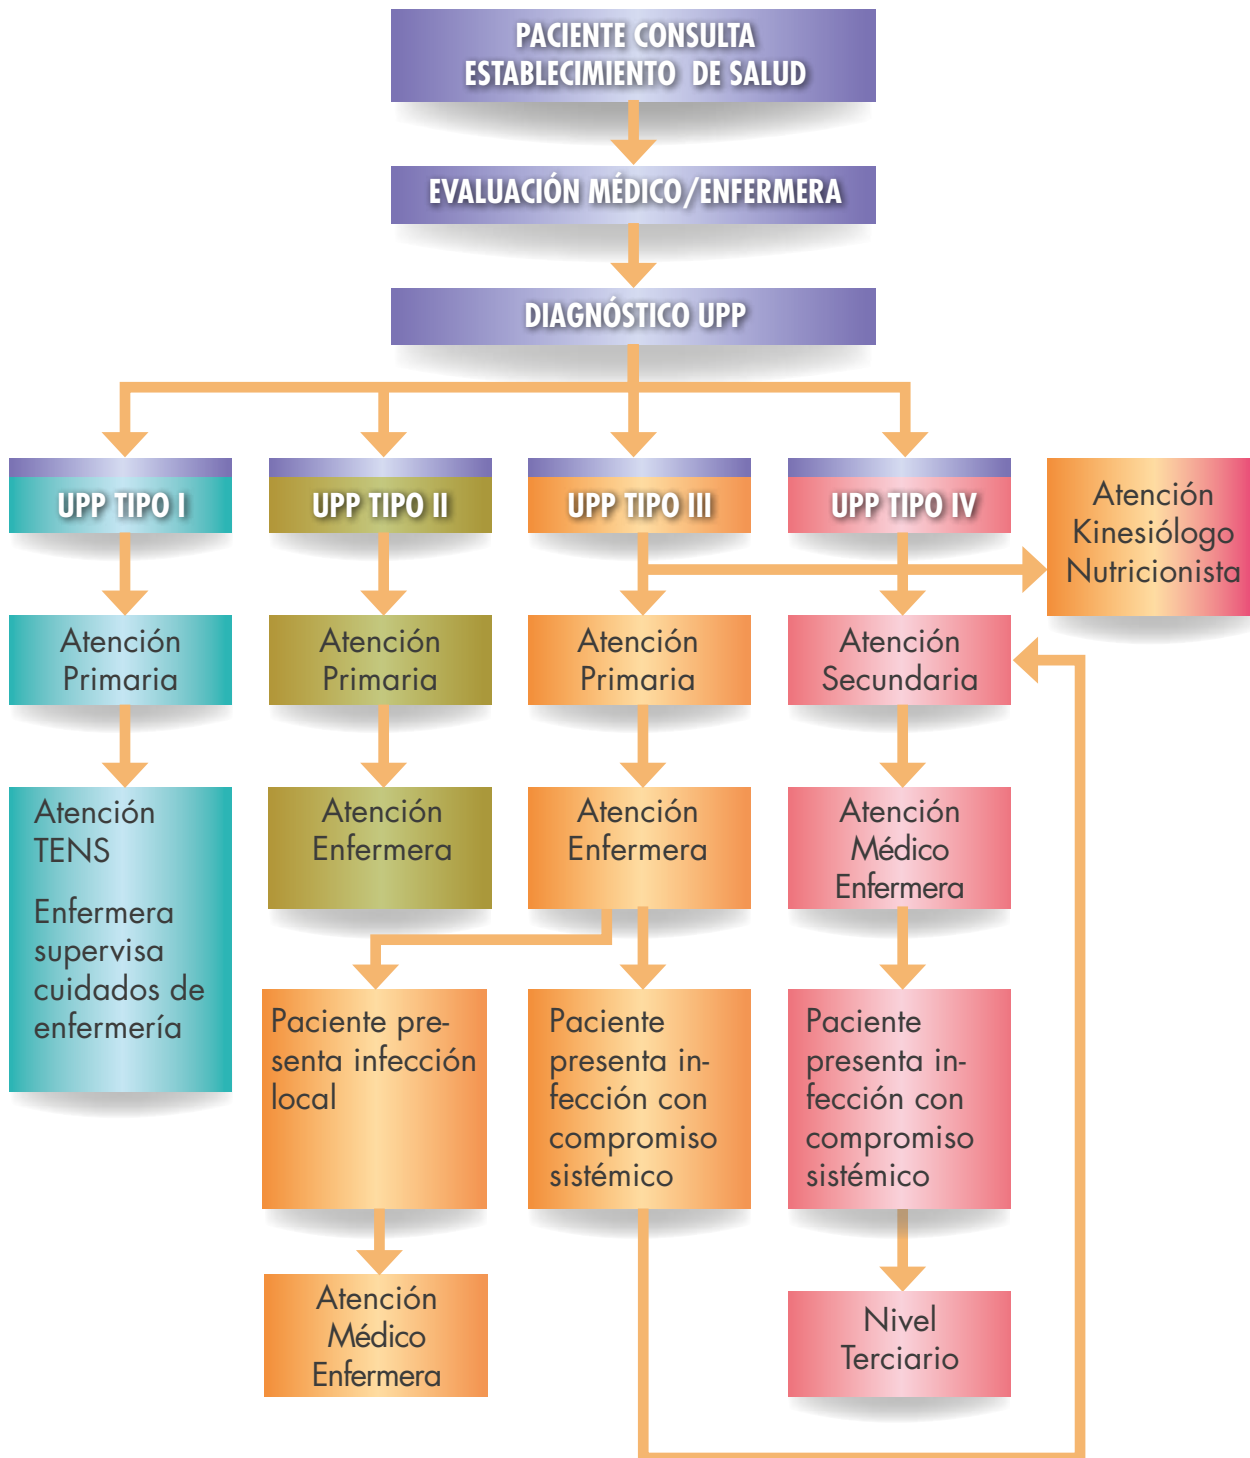 PACIENTE CONSULTA
ESTABLECIMIENTO DE SALUD
EVALUACIÓN MÉDICO/ENFERMERA
DIAGNÓSTICO UPP
UPP TIPO I
UPP TIPO II
UPP TIPO III
UPP TIPO IV
Atención
Kinesiólogo
Nutricionista
Atención
Primaria
Atención
Primaria
Atención
Primaria
Atención
Secundaria
Atención
TENS
Enfermera
supervisa
cuidados de
enfermería
Atención
Enfermera
Atención
Enfermera
Atención
Médico
Enfermera
Paciente pre-
senta infección
local
Paciente
presenta in-
fección con
compromiso
sistémico
Paciente
presenta in-
fección con
compromiso
sistémico
Atención
Médico
Enfermera
Nivel
Terciario